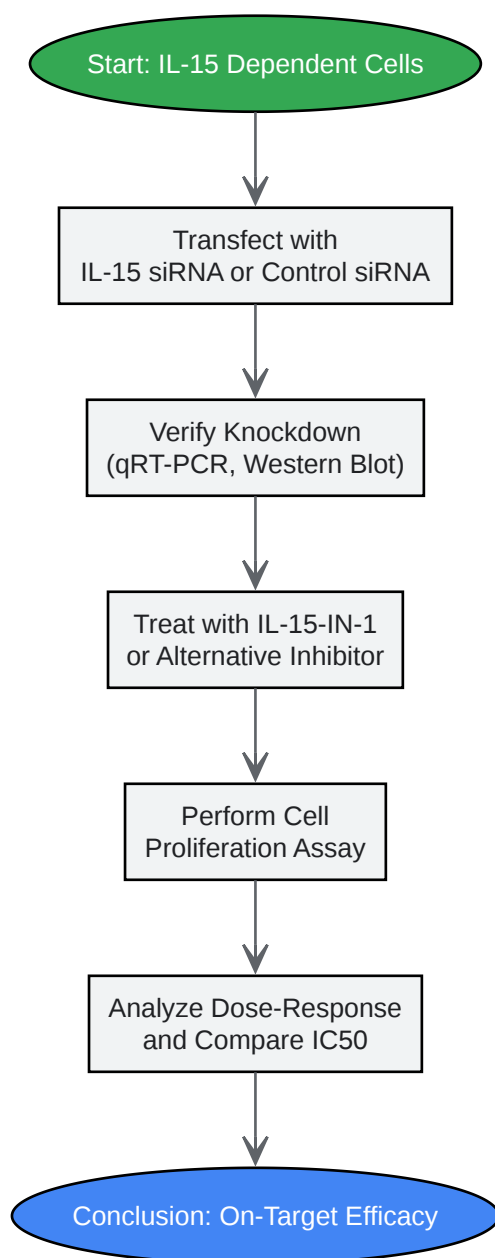 Start: IL-15 Dependent Cells
Transfect with
IL-15 siRNA or Control siRNA
Verify Knockdown
(qRT-PCR, Western Blot)
Treat with IL-15-IN-1
or Alternative Inhibitor
Perform Cell
Proliferation Assay
Analyze Dose-Response
and Compare IC50
Conclusion: On-Target Efficacy